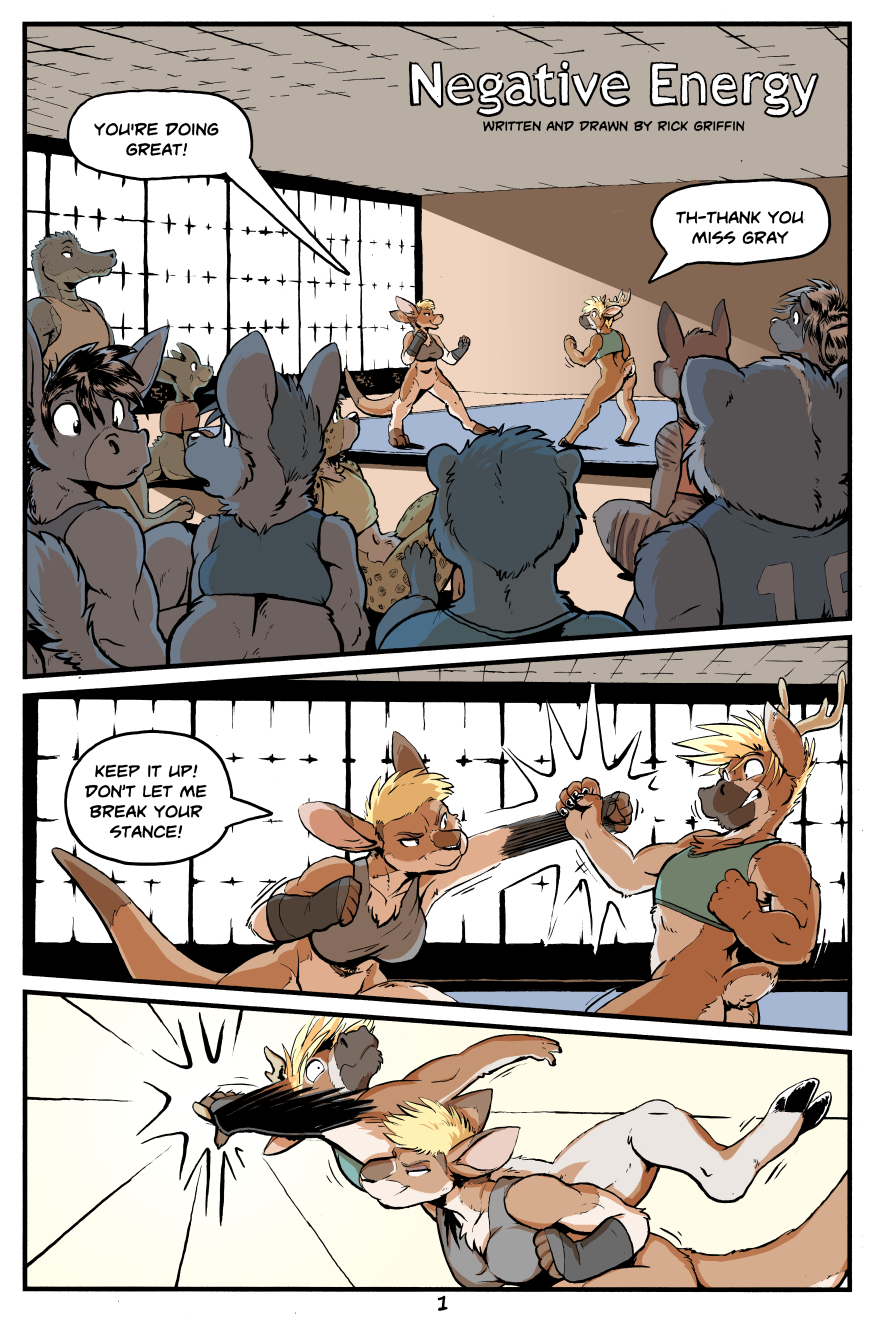 Negative Energy
WRITTEN AND DRAWN BY RICK GRIFFIN
YOU'RE DOING
GREAT!
TH-THANK YOU
MISS GRAY
KEEP IT UP!
DON'T LET ME
BREAK YOUR
STANCE!
1